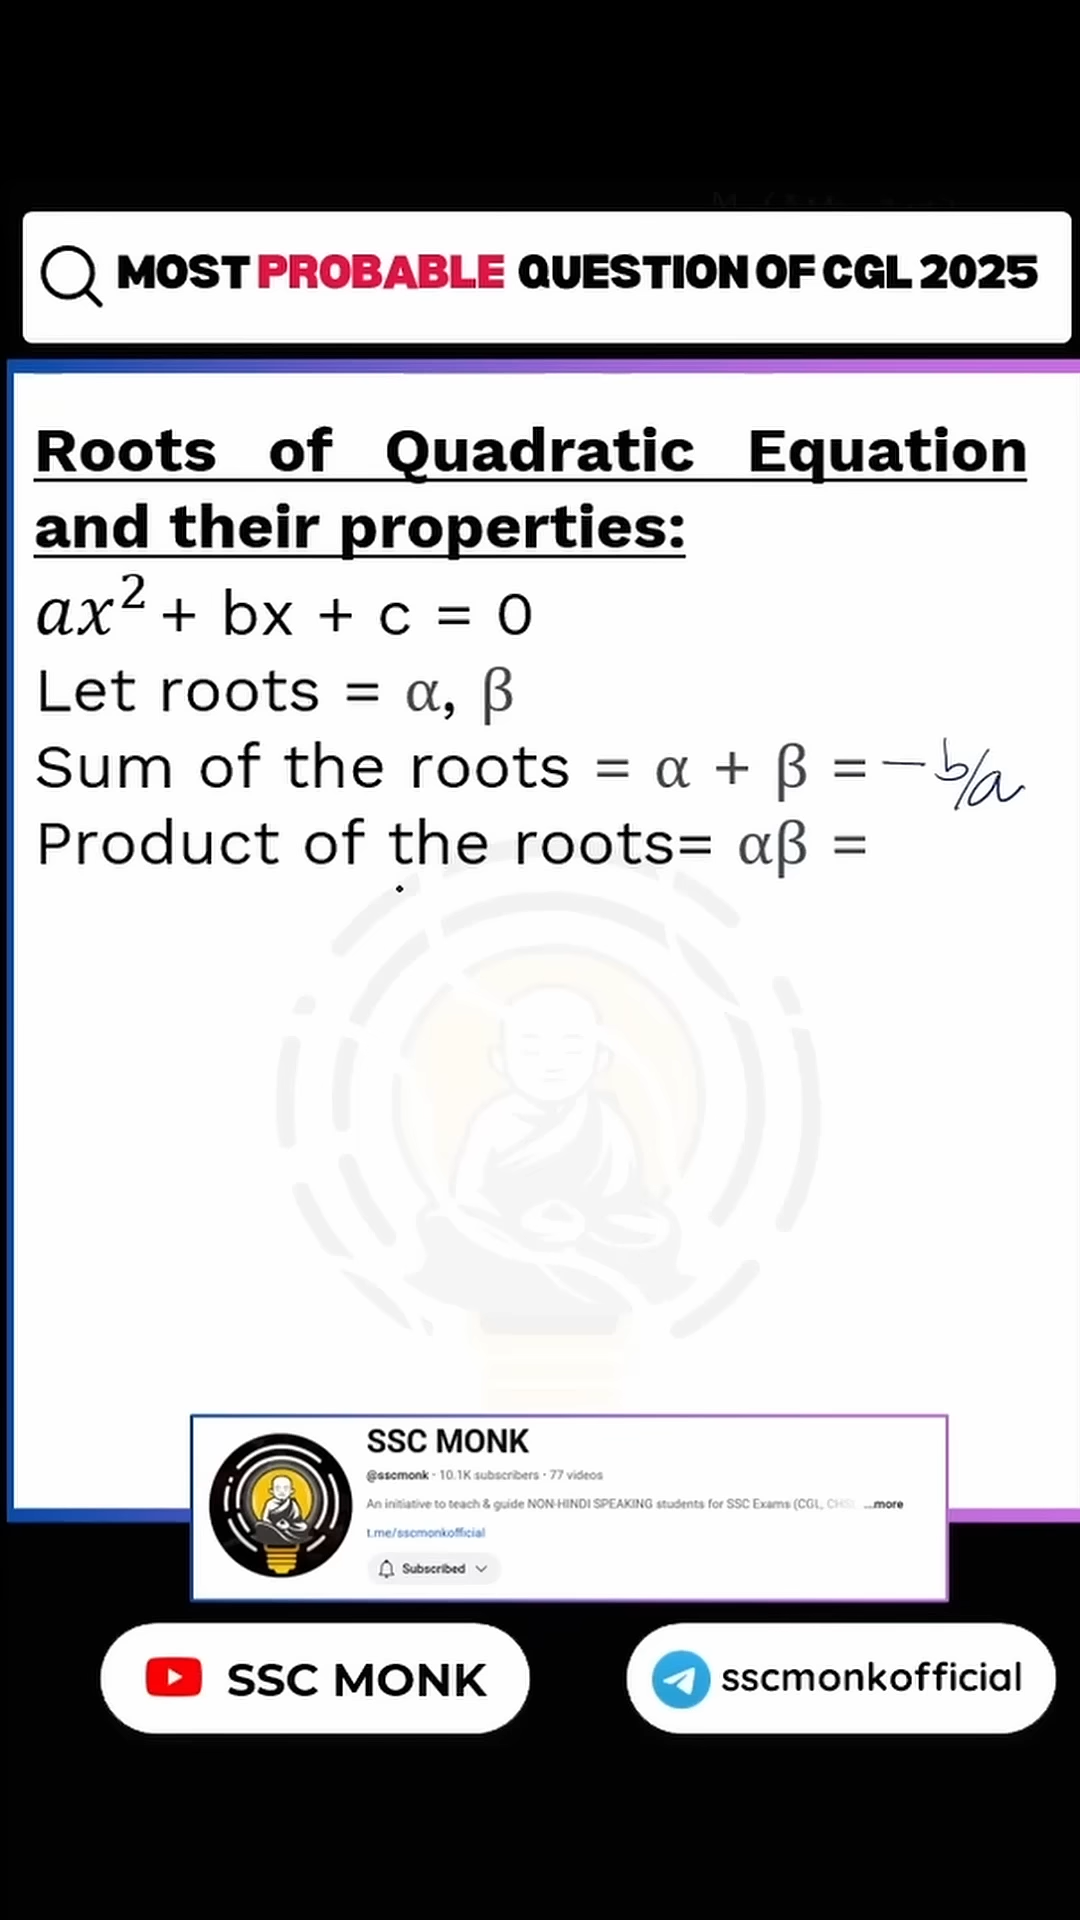 MOST PROBABLE QUESTION OF CGL 2025
Roots of Quadratic Equation
and their properties:
ax² + bx + c = 0
Let roots = α, β
Sum of the roots = α + β = -b/a
Product of the roots= αβ =
SSC MONK
@sscmonk · 10.1K subscribers · 77 videos
An initiative to teach & guide NON-HINDI SPEAKING students for SSC Exams (CGL, CHSL ...more
t.me/sscmonkofficial
Subscribed
SSC MONK
sscmonkofficial